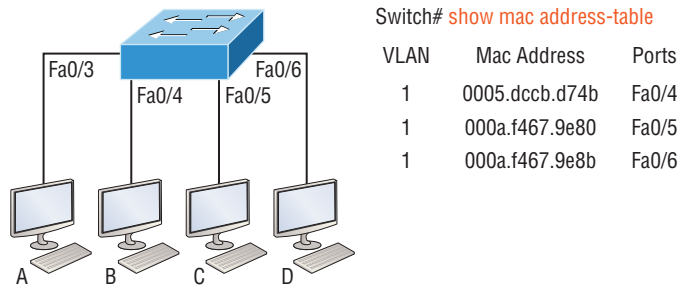 Fa0/3
Fa0/4
Fa0/5
Fa0/6
A
B
C
D
Switch# show mac address-table
VLAN Mac Address Ports
1 0005.dccb.d74b Fa0/4
1 000a.f467.9e80 Fa0/5
1 000a.f467.9e8b Fa0/6